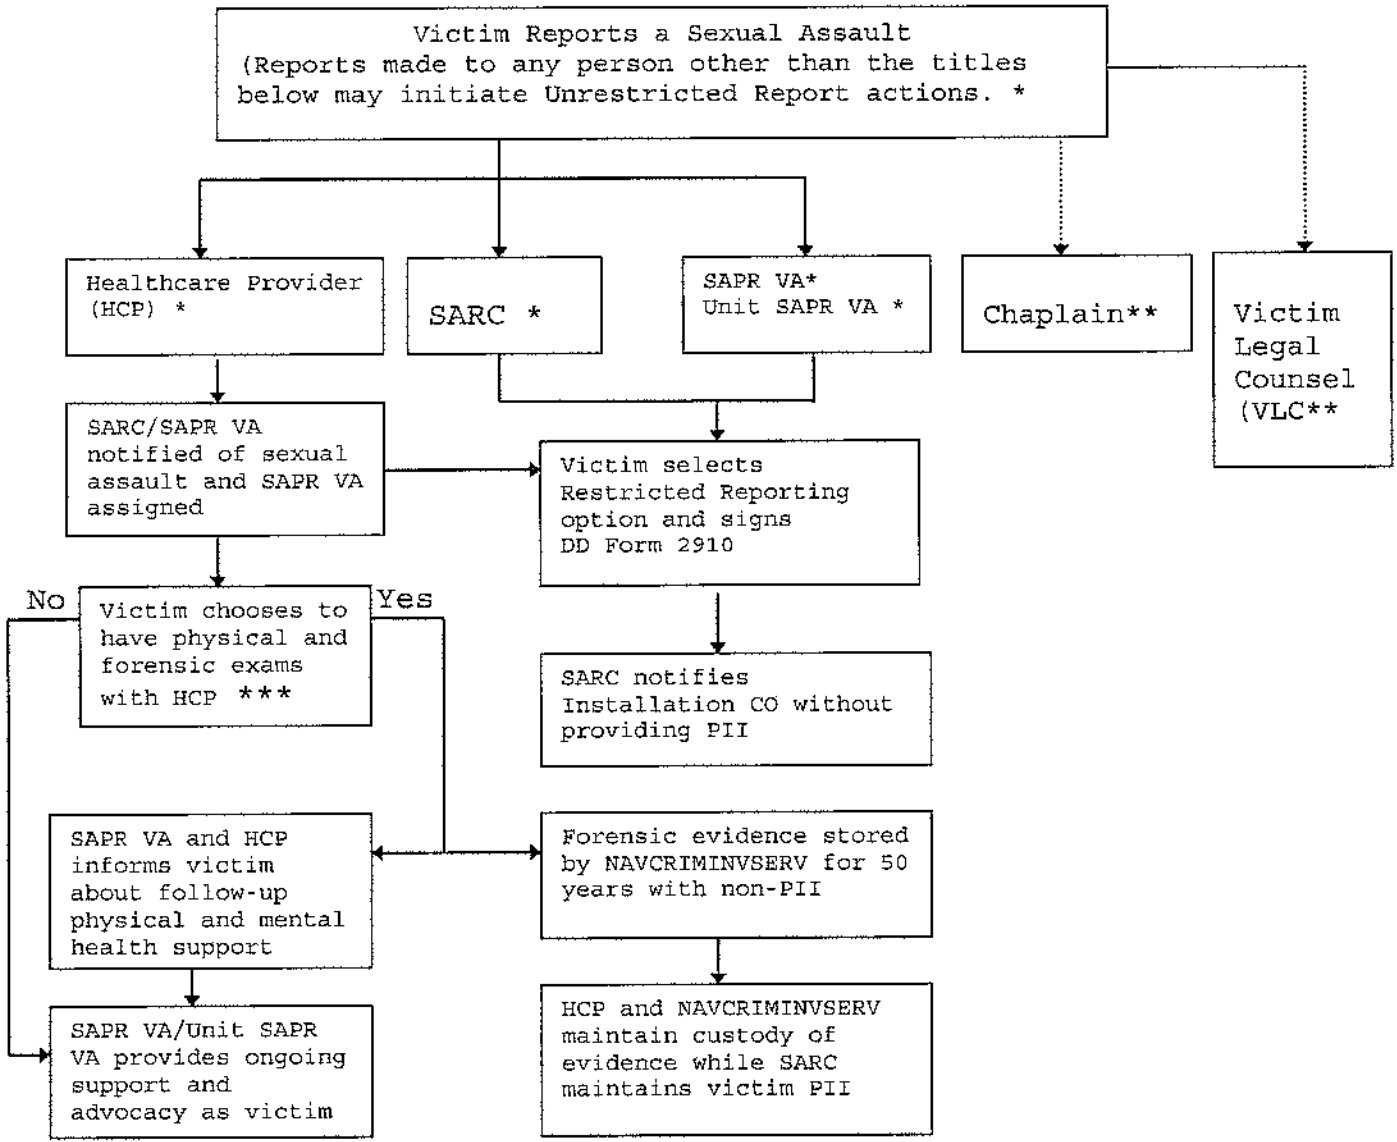 Victim Reports a Sexual Assault
(Reports made to any person other than the titles
below may initiate Unrestricted Report actions. *
Healthcare Provider
(HCP) *
SARC *
SAPR VA*
Unit SAPR VA *
Chaplain**
Victim
Legal
Counsel
(VLC**
SARC/SAPR VA
notified of sexual
assault and SAPR VA
assigned
Victim selects
Restricted Reporting
option and signs
DD Form 2910
No
Yes
Victim chooses to
have physical and
forensic exams
with HCP ***
SARC notifies
Installation CO without
providing PII
SAPR VA and HCP
informs victim
about follow-up
physical and mental
health support
Forensic evidence stored
by NAVCRIMINVSERV for 50
years with non-PII
SAPR VA/Unit SAPR
VA provides ongoing
support and
advocacy as victim
HCP and NAVCRIMINVSERV
maintain custody of
evidence while SARC
maintains victim PII